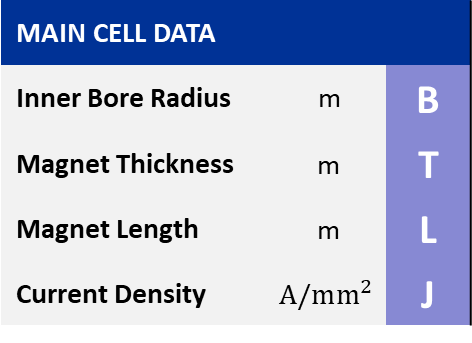 MAIN CELL DATA
Inner Bore Radius m B
Magnet Thickness m T
Magnet Length m L
Current Density A/mm² J